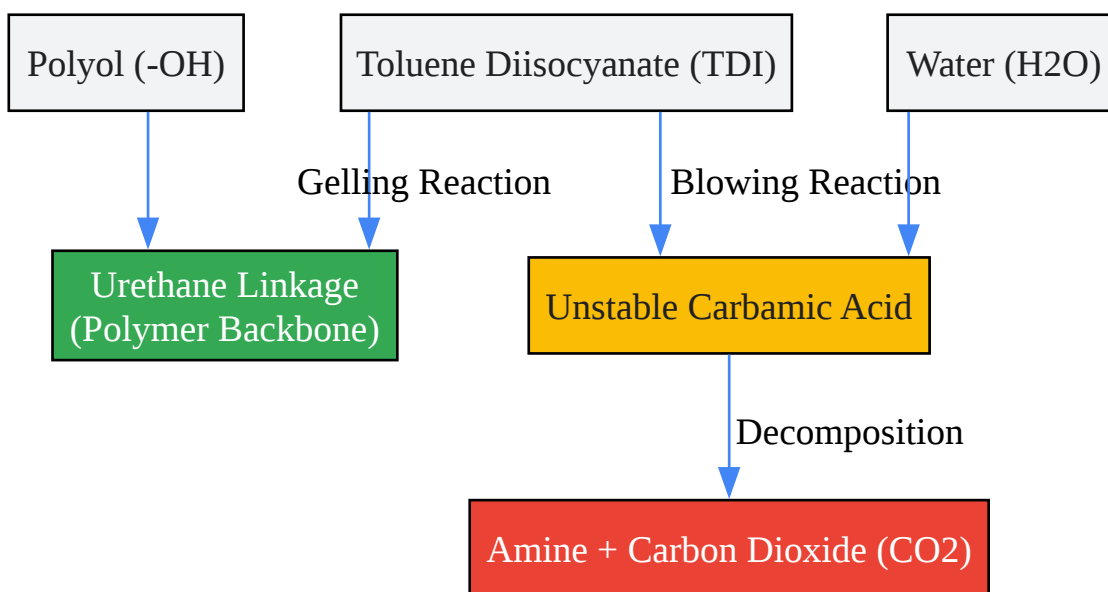 Polyol (-OH)
Toluene Diisocyanate (TDI)
Water (H2O)
Gelling Reaction
Blowing Reaction
Urethane Linkage
(Polymer Backbone)
Unstable Carbamic Acid
Decomposition
Amine + Carbon Dioxide (CO2)